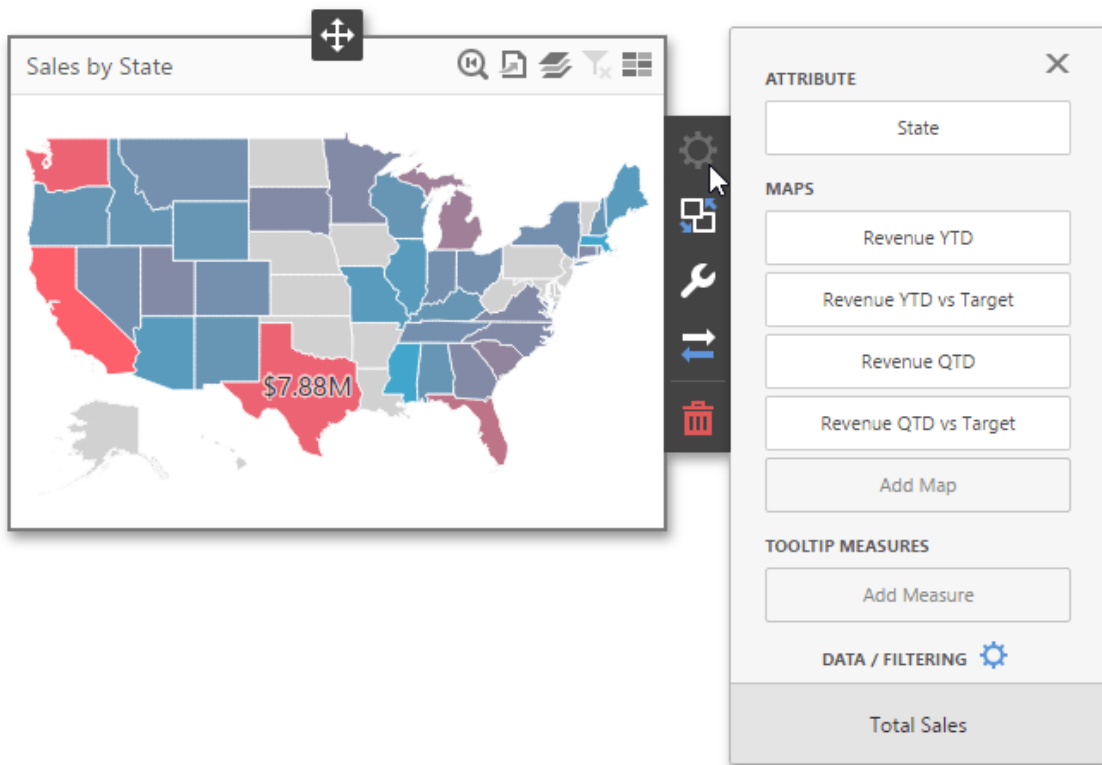 Sales by State
$7.88M
ATTRIBUTE
State
MAPS
Revenue YTD
Revenue YTD vs Target
Revenue QTD
Revenue QTD vs Target
Add Map
TOOLTIP MEASURES
Add Measure
DATA / FILTERING
Total Sales